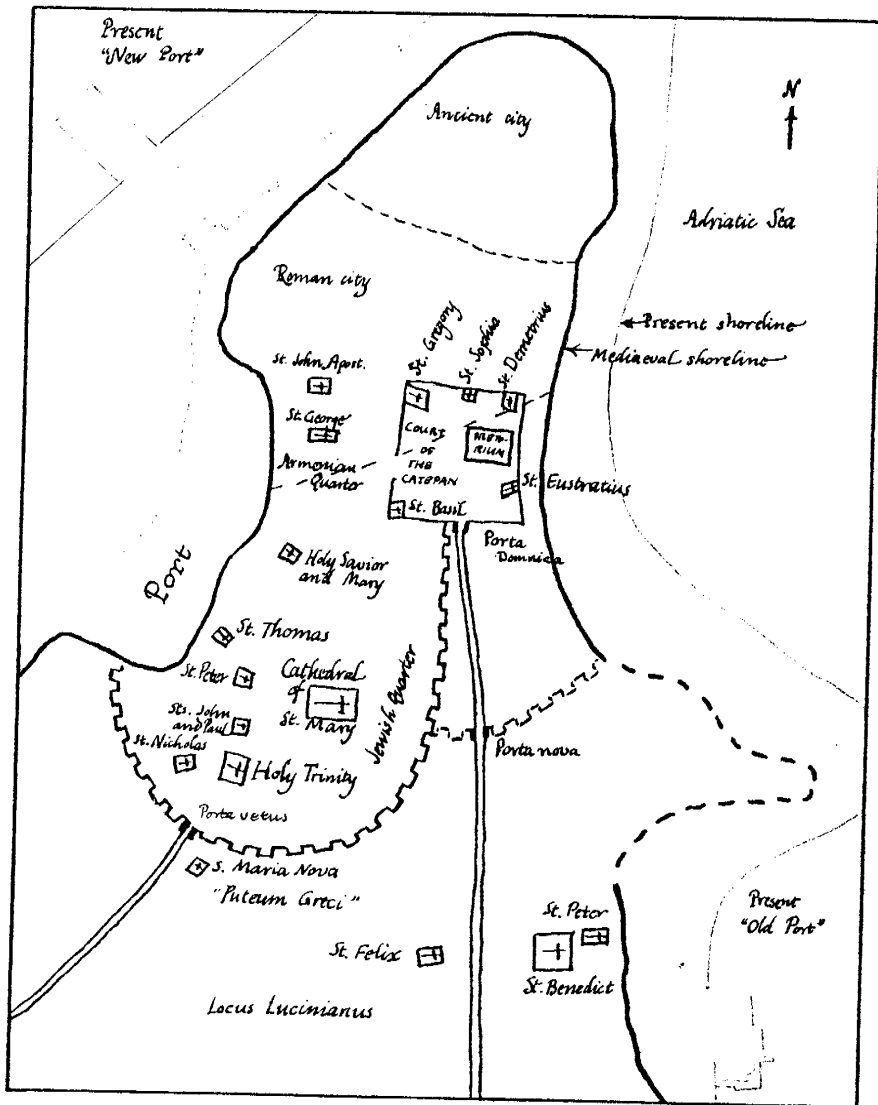 Present
"New Port"
Ancient city
N
Adriatic Sea
Roman city
Present shoreline
Mediaeval shoreline
St. Gregory
St. Sophia
St. Demetrius
St. John Apost.
St. George
COURT
OF
THE
CATEPAN
Armenian
Quarter
St. Eustratius
St. Basil
Porta
Domnica
Port
Holy Savior
and Mary
St. Thomas
St. Peter
Cathedral
of
St. Mary
Jewish Quarter
Sts. John
and Paul
St. Nicholas
Holy Trinity
Porta nova
Porta vetus
S. Maria Nova
"Puteum Greci"
St. Felix
St. Peter
St. Benedict
Present
"Old Port"
Locus Lucinianus